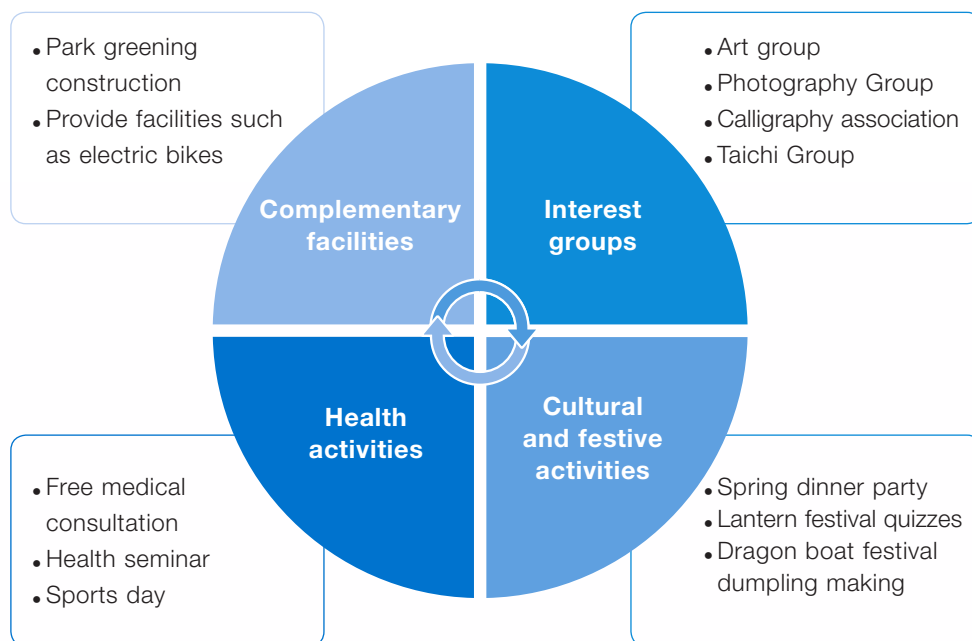 • Park greening
construction
• Provide facilities such
as electric bikes
• Art group
• Photography Group
• Calligraphy association
• Taichi Group
Complementary
facilities
Interest
groups
Health
activities
Cultural
and festive
activities
• Free medical
consultation
• Health seminar
• Sports day
• Spring dinner party
• Lantern festival quizzes
• Dragon boat festival
dumpling making